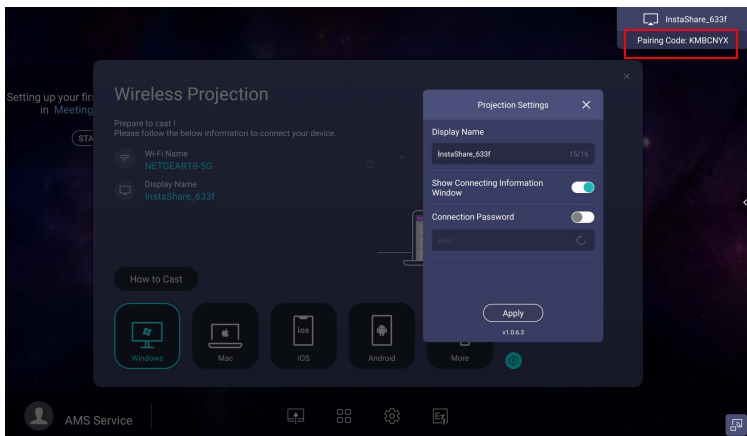 InstaShare_633f
Pairing Code: KMBCNYX
Setting up your fir
in Meeting
STA
Wireless Projection
Prepare to cast !
Please follow the below information to connect your device.
Wi-Fi Name
NETGEAR18-5G
Display Name
InstaShare_633f
How to Cast
Windows
Mac
ios
iOS
Android
More
Projection Settings
Display Name
InstaShare_633f
15/16
Show Connecting Information
Window
Connection Password
Apply
v1.0.6.3
AMS Service